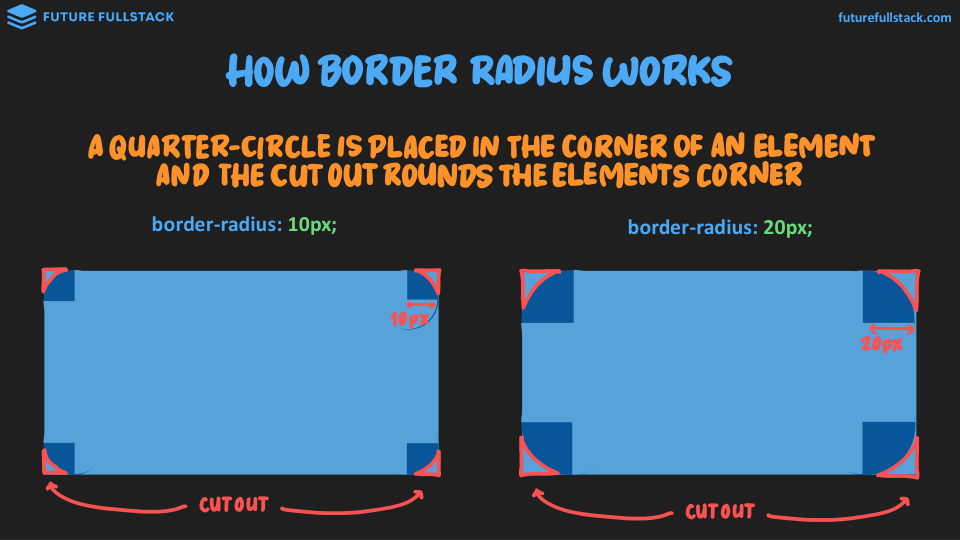 FUTURE FULLSTACK
futurefullstack.com
HOW BORDER RADIUS WORKS
A QUARTER-CIRCLE IS PLACED IN THE CORNER OF AN ELEMENT
AND THE CUT OUT ROUNDS THE ELEMENTS CORNER
border-radius: 10px;
border-radius: 20px;
10px
20px
CUT OUT
CUT OUT